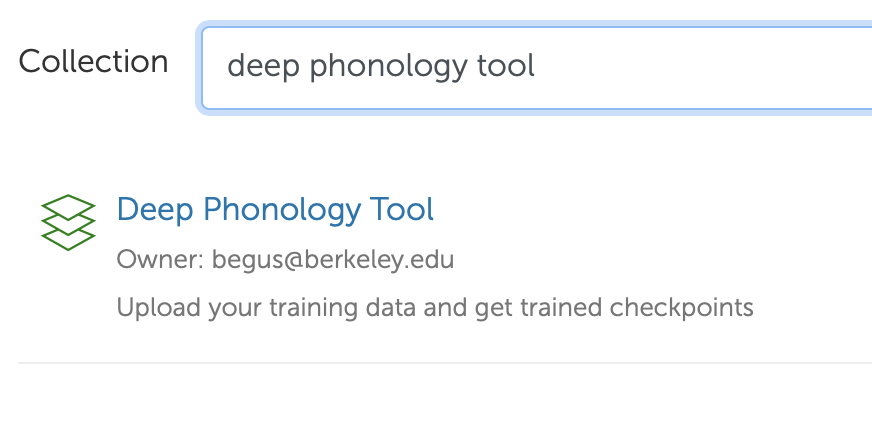 Collection
deep phonology tool
Deep Phonology Tool
Owner: begus@berkeley.edu
Upload your training data and get trained checkpoints